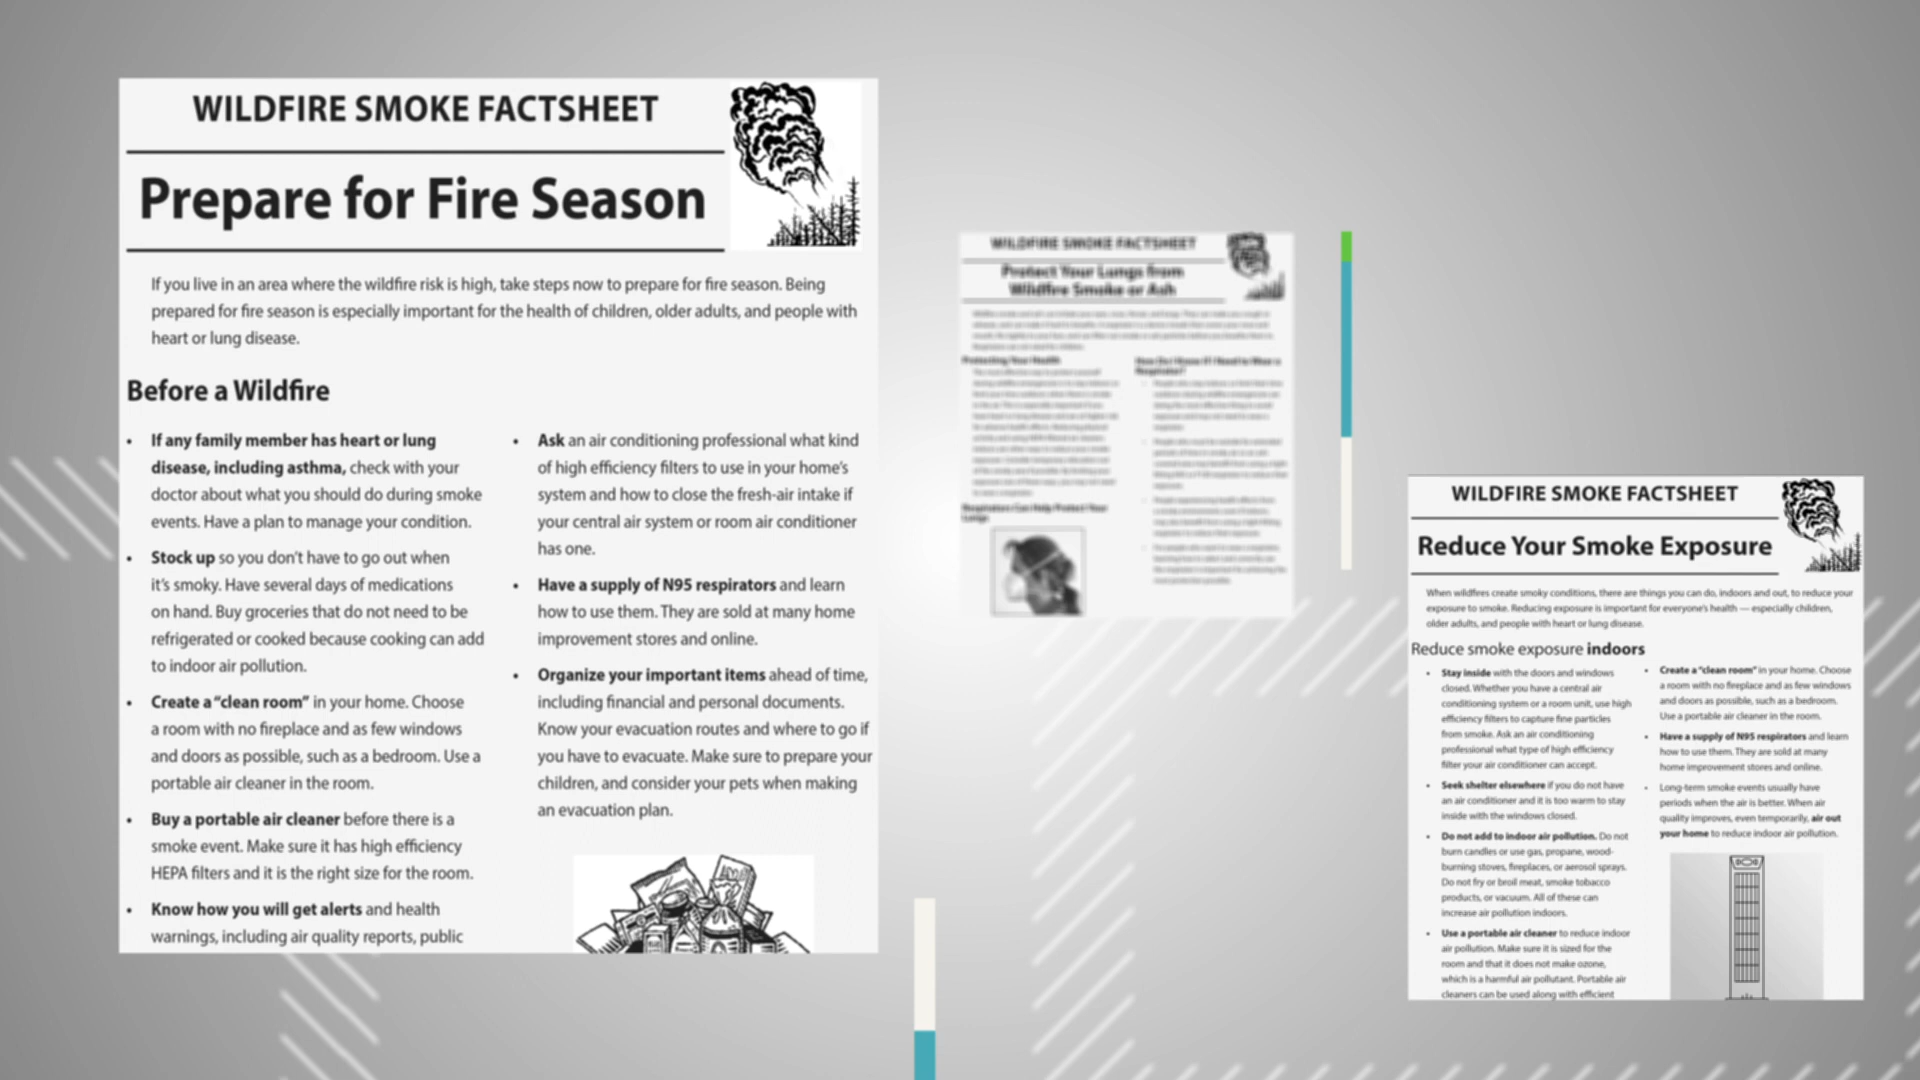 WILDFIRE SMOKE FACTSHEET
Prepare for Fire Season
If you live in an area where the wildfire risk is high, take steps now to prepare for fire season. Being
prepared for fire season is especially important for the health of children, older adults, and people with
heart or lung disease.
Before a Wildfire
• If any family member has heart or lung
disease, including asthma, check with your
doctor about what you should do during smoke
events. Have a plan to manage your condition.
• Stock up so you don't have to go out when
it's smoky. Have several days of medications
on hand. Buy groceries that do not need to be
refrigerated or cooked because cooking can add
to indoor air pollution.
• Create a "clean room" in your home. Choose
a room with no fireplace and as few windows
and doors as possible, such as a bedroom. Use a
portable air cleaner in the room.
• Buy a portable air cleaner before there is a
smoke event. Make sure it has high efficiency
HEPA filters and it is the right size for the room.
• Know how you will get alerts and health
warnings, including air quality reports, public
• Ask an air conditioning professional what kind
of high efficiency filters to use in your home's
system and how to close the fresh-air intake if
your central air system or room air conditioner
has one.
• Have a supply of N95 respirators and learn
how to use them. They are sold at many home
improvement stores and online.
• Organize your important items ahead of time,
including financial and personal documents.
Know your evacuation routes and where to go if
you have to evacuate. Make sure to prepare your
children, and consider your pets when making
an evacuation plan.
WILDFIRE SMOKE FACTSHEET
Protect Your Lungs from
Wildfire Smoke or Ash
Protecting Your Health
How Do I Know if I Need to Wear a
Respirator?
Respirators Can Help Protect Your
Lungs
WILDFIRE SMOKE FACTSHEET
Reduce Your Smoke Exposure
When wildfires create smoky conditions, there are things you can do, indoors and out, to reduce your
exposure to smoke. Reducing exposure is important for everyone's health — especially children,
older adults, and people with heart or lung disease.
Reduce smoke exposure indoors
• Stay inside with the doors and windows
closed. Whether you have a central air
conditioning system or a room unit, use high
efficiency filters to capture fine particles
from smoke. Ask an air conditioning
professional what type of high efficiency
filter your air conditioner can accept.
• Seek shelter elsewhere if you do not have
an air conditioner and it is too warm to stay
inside with the windows closed.
• Do not add to indoor air pollution. Do not
burn candles or use gas, propane, wood-
burning stoves, fireplaces, or aerosol sprays.
Do not fry or broil meat, smoke tobacco
products, or vacuum. All of these can
increase air pollution indoors.
• Use a portable air cleaner to reduce indoor
air pollution. Make sure it is sized for the
room and that it does not make ozone,
which is a harmful air pollutant. Portable air
cleaners can be used along with efficient
• Create a "clean room" in your home. Choose
a room with no fireplace and as few windows
and doors as possible, such as a bedroom.
Use a portable air cleaner in the room.
• Have a supply of N95 respirators and learn
how to use them. They are sold at many
home improvement stores and online.
• Long-term smoke events usually have
periods when the air is better. When air
quality improves, even temporarily, air out
your home to reduce indoor air pollution.